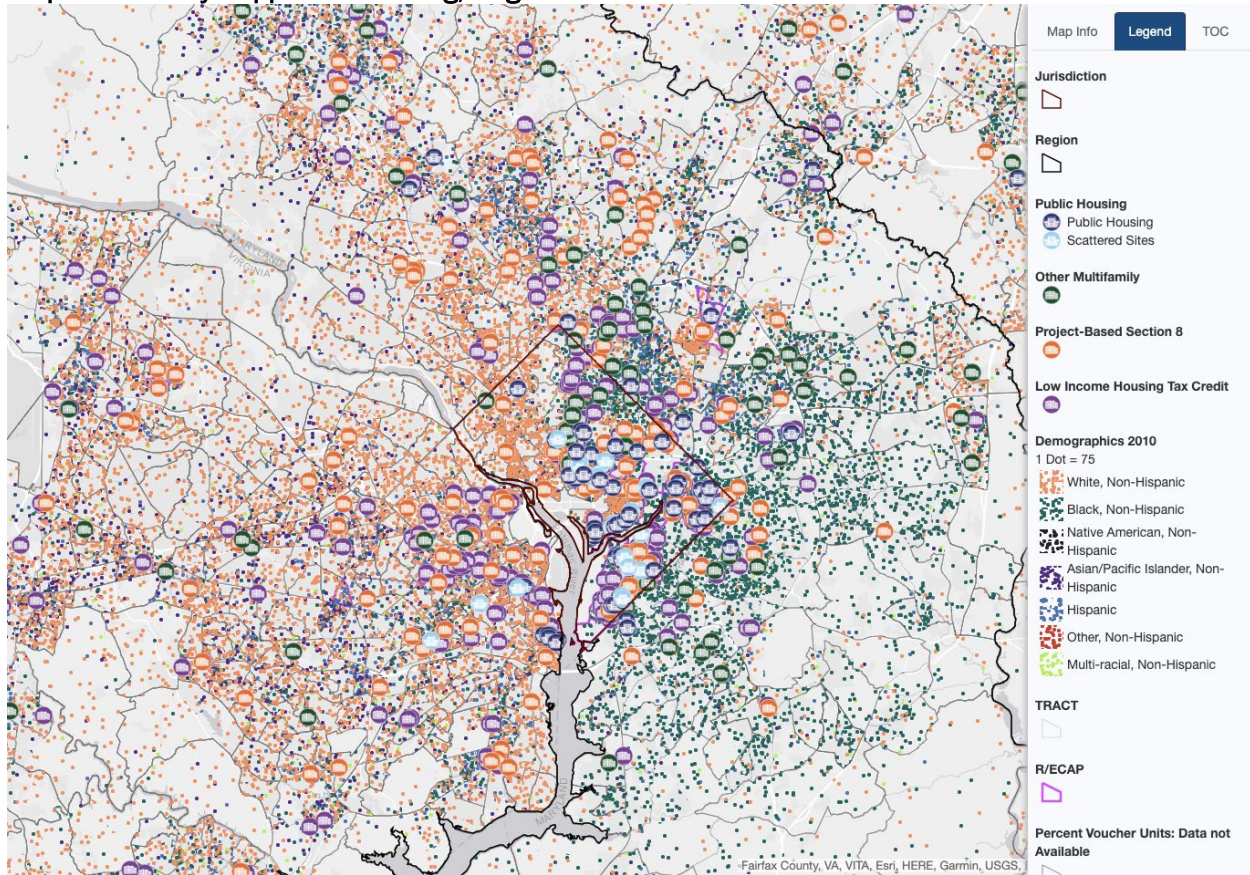 Map Info
Legend
TOC
Jurisdiction
Region
Public Housing
Public Housing
Scattered Sites
Other Multifamily
Project-Based Section 8
Low Income Housing Tax Credit
Demographics 2010
1 Dot = 75
White, Non-Hispanic
Black, Non-Hispanic
Native American, Non-
Hispanic
Asian/Pacific Islander, Non-
Hispanic
Hispanic
Other, Non-Hispanic
Multi-racial, Non-Hispanic
TRACT
R/ECAP
Percent Voucher Units: Data not
Available
MARYLAND
VIRGINIA
Fairfax County, VA, VITA, Esri, HERE, Garmin, USGS,